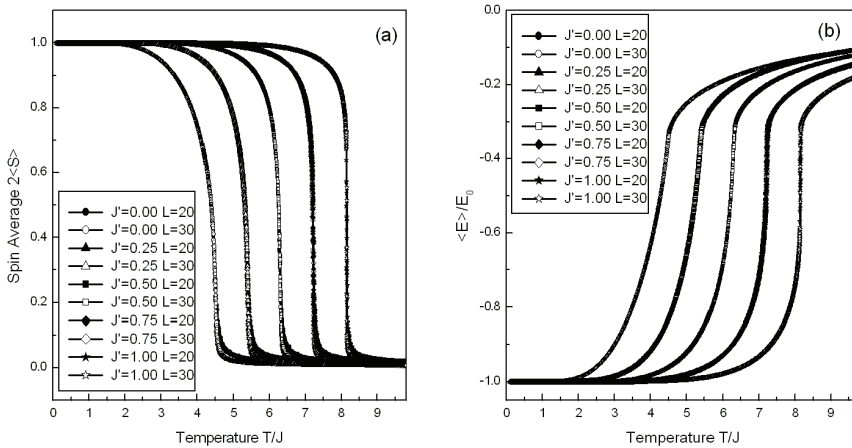 (a)
1.0
0.8
0.6
0.4
0.2
0.0
Spin Average 2<S>
J'=0.00 L=20
J'=0.00 L=30
J'=0.25 L=20
J'=0.25 L=30
J'=0.50 L=20
J'=0.50 L=30
J'=0.75 L=20
J'=0.75 L=30
J'=1.00 L=20
J'=1.00 L=30
0 1 2 3 4 5 6 7 8 9
Temperature T/J
(b)
0.0
-0.2
-0.4
-0.6
-0.8
-1.0
<E>/E₀
J'=0.00 L=20
J'=0.00 L=30
J'=0.25 L=20
J'=0.25 L=30
J'=0.50 L=20
J'=0.50 L=30
J'=0.75 L=20
J'=0.75 L=30
J'=1.00 L=20
J'=1.00 L=30
0 1 2 3 4 5 6 7 8 9
Temperature T/J